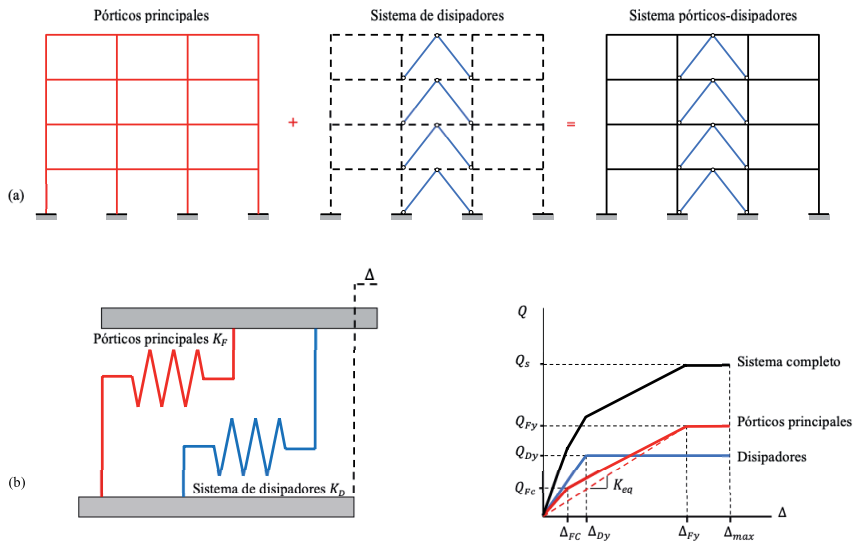 Pórticos principales
Sistema de disipadores
Sistema pórticos-disipadores
+
=
(a)
Δ
Pórticos principales K_F
Sistema de disipadores K_D
(b)
Q
Q_s
Sistema completo
Q_Fy
Pórticos principales
Q_Dy
Disipadores
Q_Fc
K_eq
Δ_FC
Δ_Dy
Δ_Fy
Δ_max
Δ